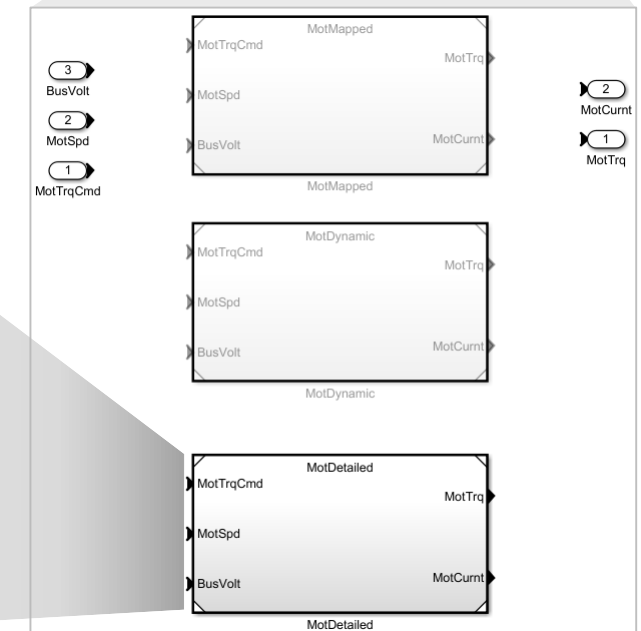 3
BusVolt
2
MotSpd
1
MotTrqCmd
MotMapped
MotTrqCmd
MotSpd
BusVolt
MotTrq
MotCurnt
MotMapped
2
MotCurnt
1
MotTrq
MotDynamic
MotTrqCmd
MotSpd
BusVolt
MotTrq
MotCurnt
MotDynamic
MotDetailed
MotTrqCmd
MotSpd
BusVolt
MotTrq
MotCurnt
MotDetailed